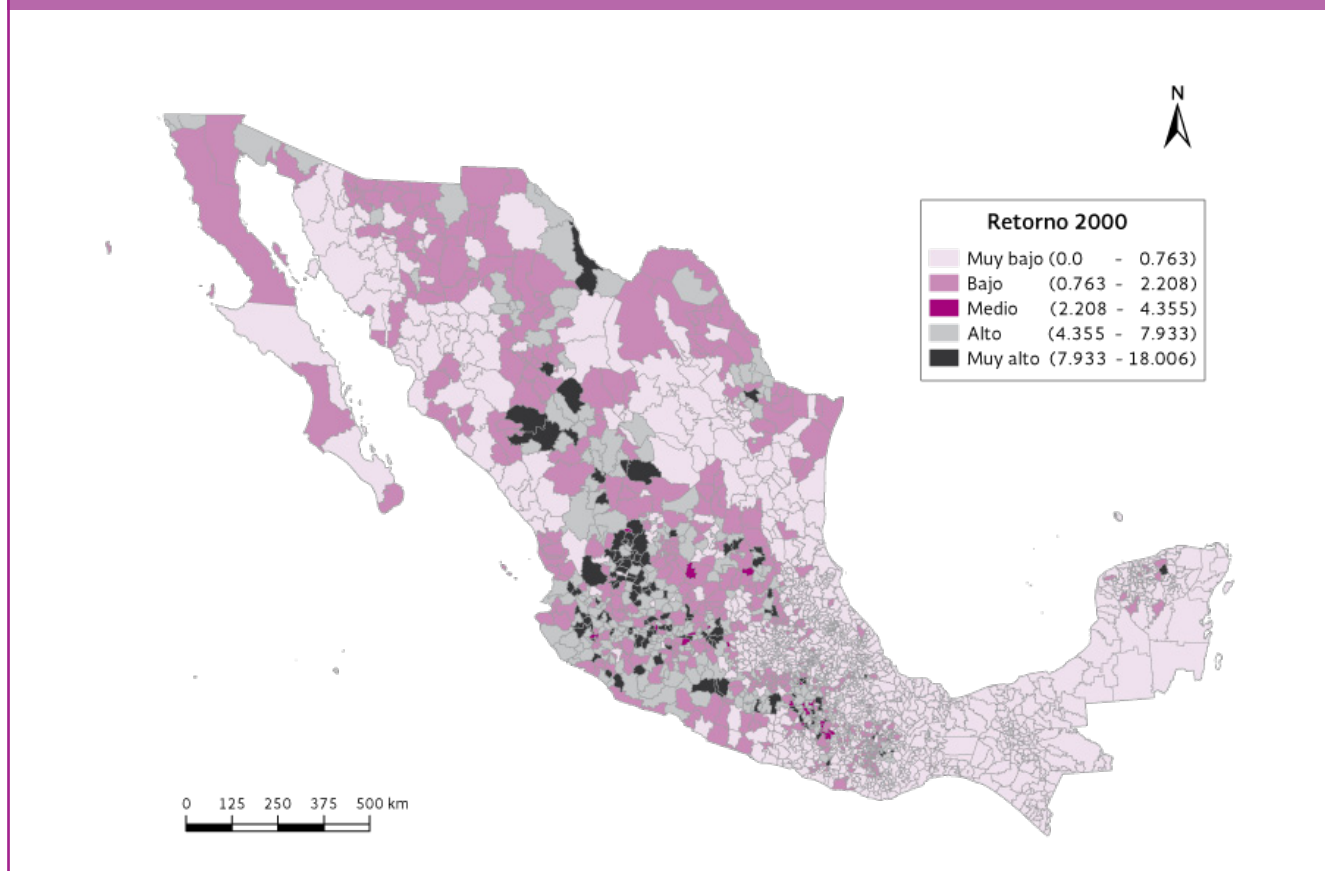 N
Retorno 2000
Muy bajo (0.0 - 0.763)
Bajo (0.763 - 2.208)
Medio (2.208 - 4.355)
Alto (4.355 - 7.933)
Muy alto (7.933 - 18.006)
0 125 250 375 500 km